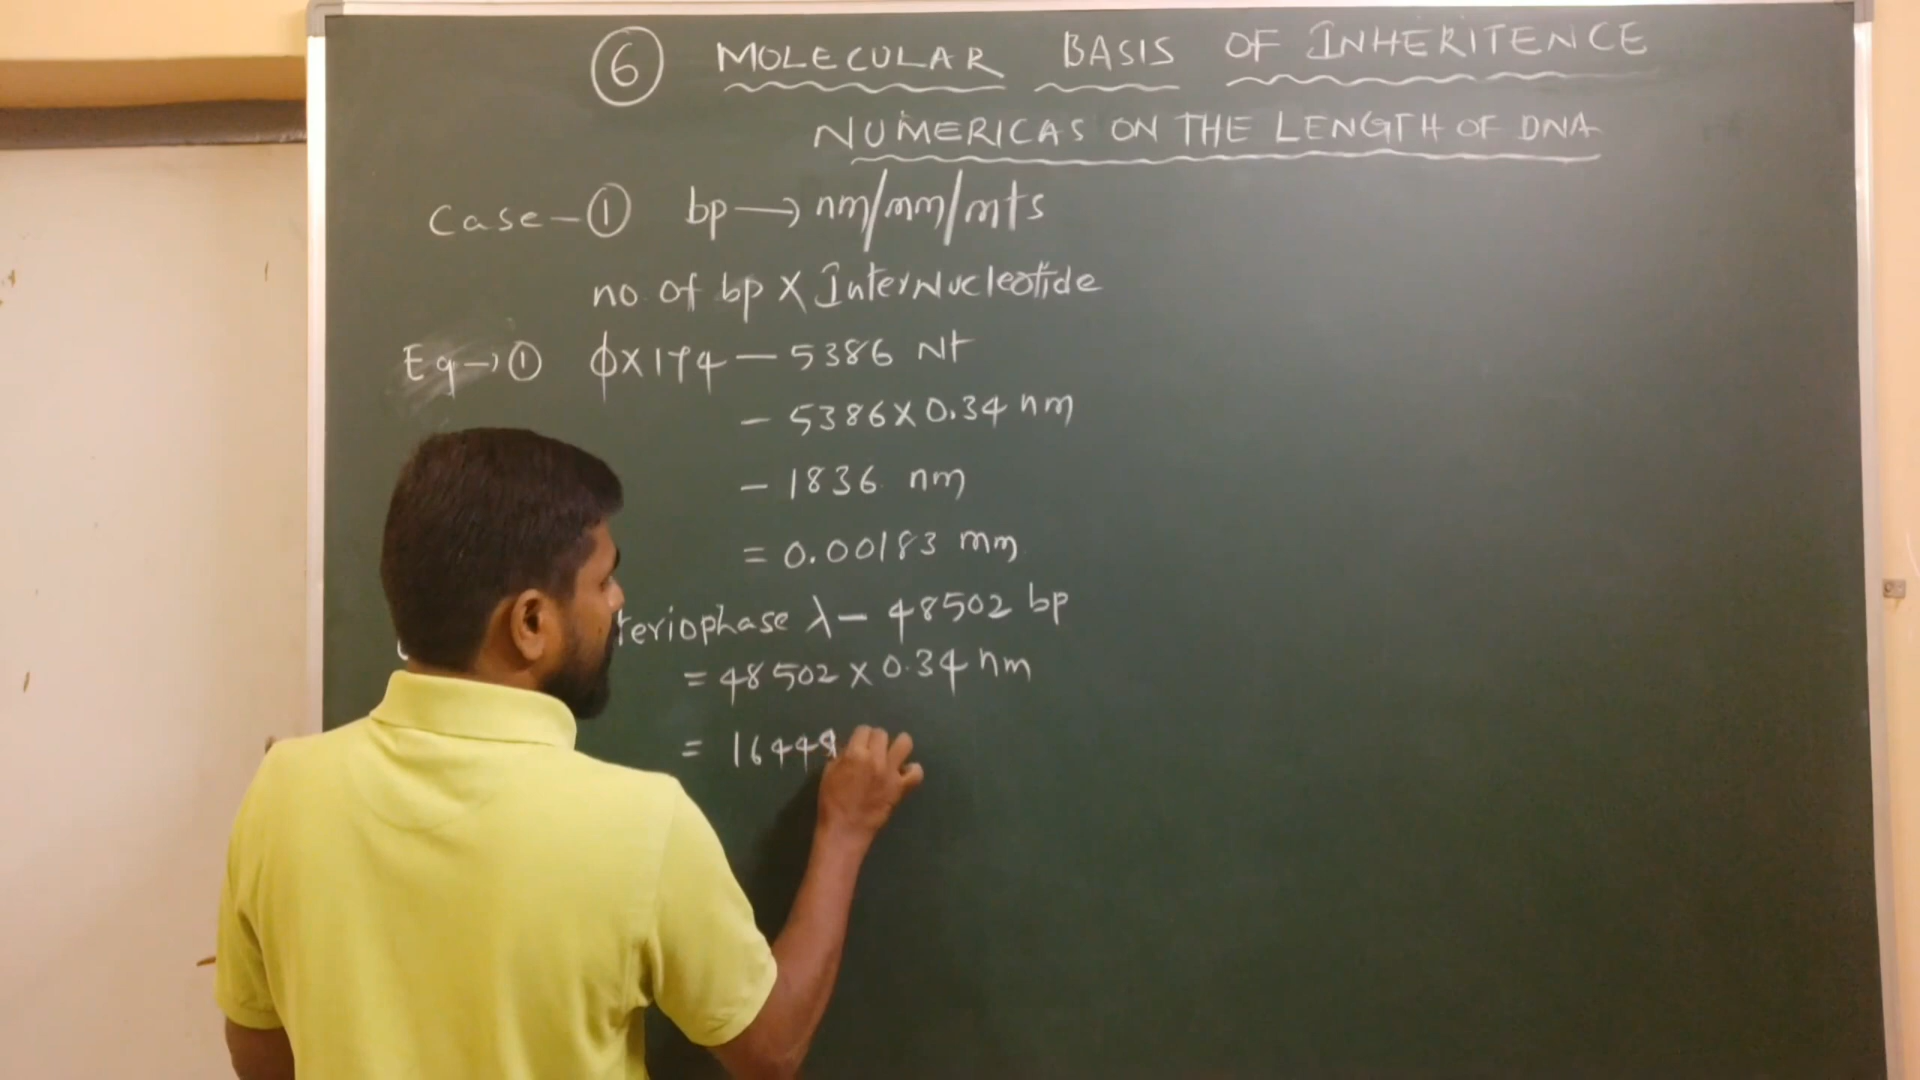 6 MOLECULAR BASIS OF INHERITENCE
NUMERICAS ON THE LENGTH OF DNA
Case-① bp → nm/mm/mts
no of bp X InterNucleotide
Eg → ① φX174 — 5386 Nt
— 5386 X 0.34 nm
— 1836 nm
= 0.00183 mm
teriophase λ — 48502 bp
= 48502 x 0.34 nm
= 16444